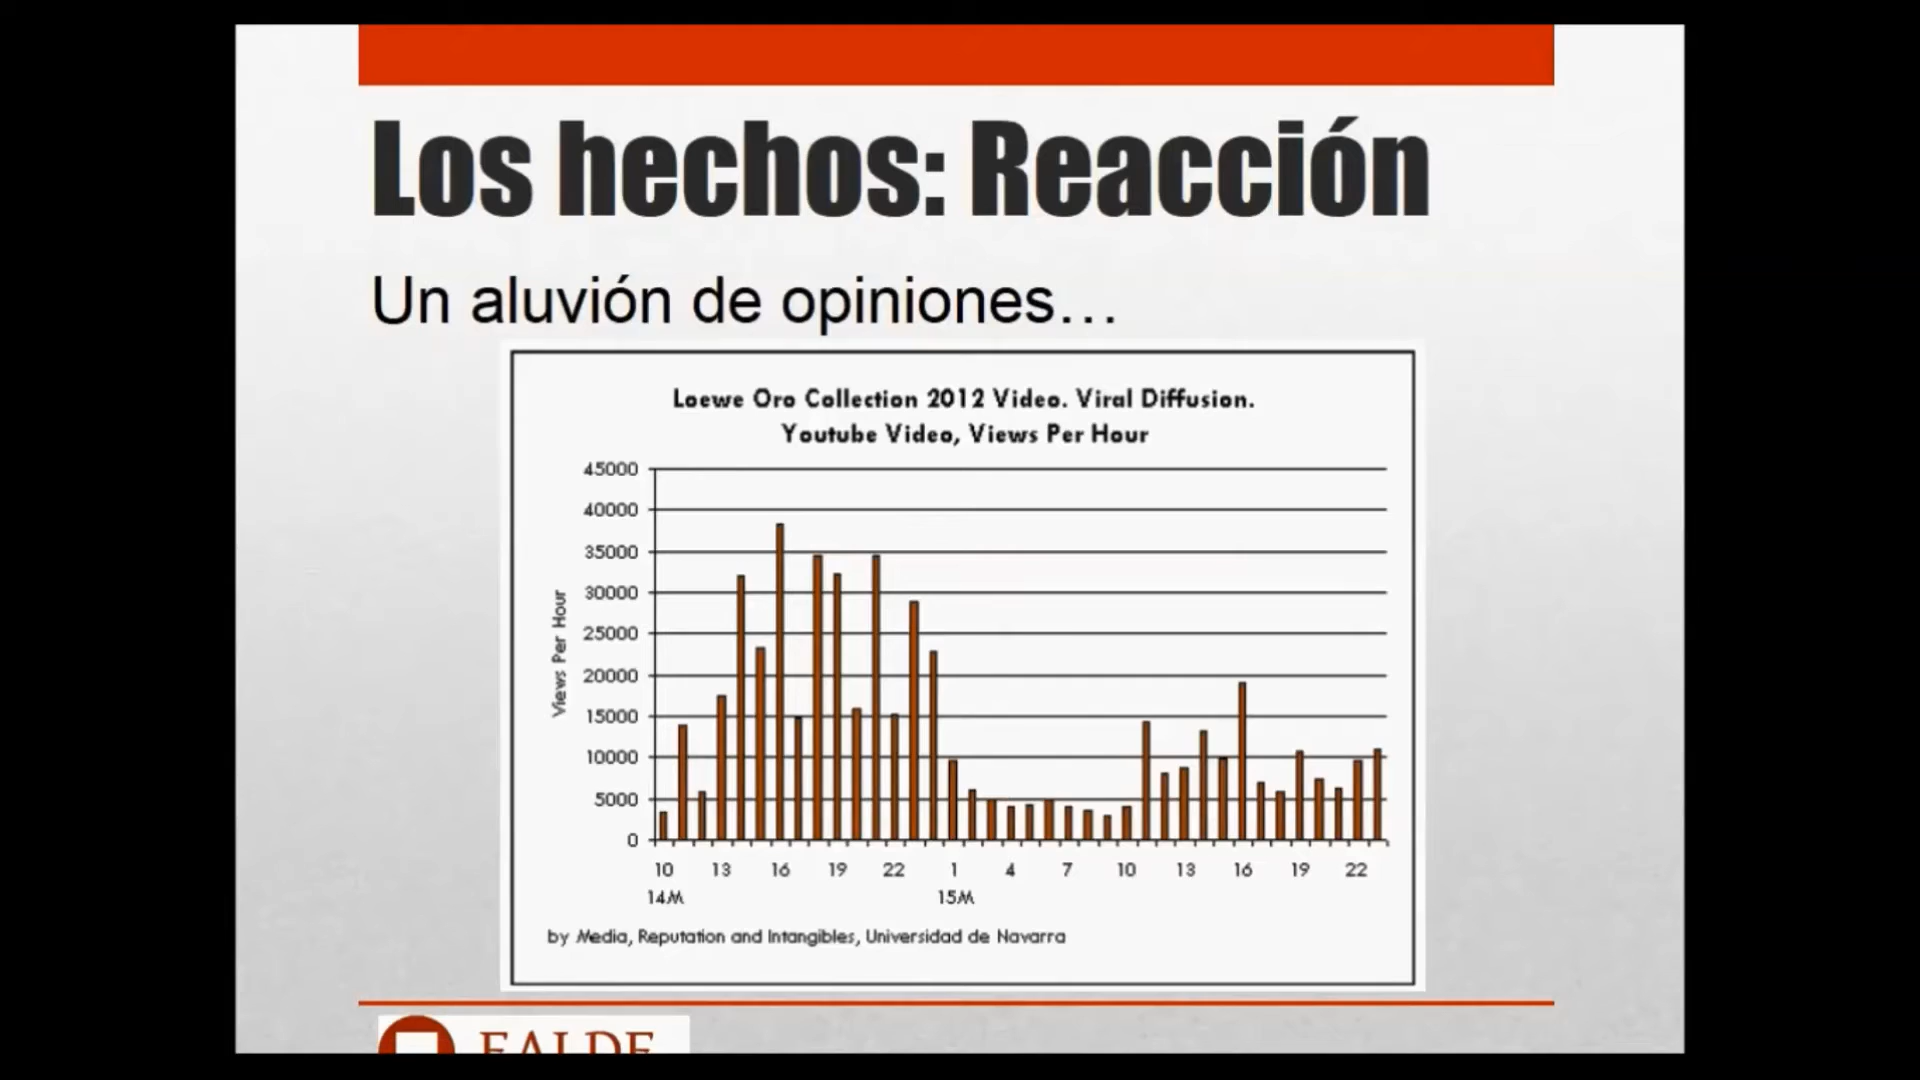 Los hechos: Reacción
Un aluvión de opiniones…
Loewe Oro Collection 2012 Video. Viral Diffusion.
Youtube Video, Views Per Hour
45000
40000
35000
30000
25000
20000
15000
10000
5000
0
Views Per Hour
10 13 16 19 22 1 4 7 10 13 16 19 22
14M 15M
by Media, Reputation and Intangibles, Universidad de Navarra
EALDE